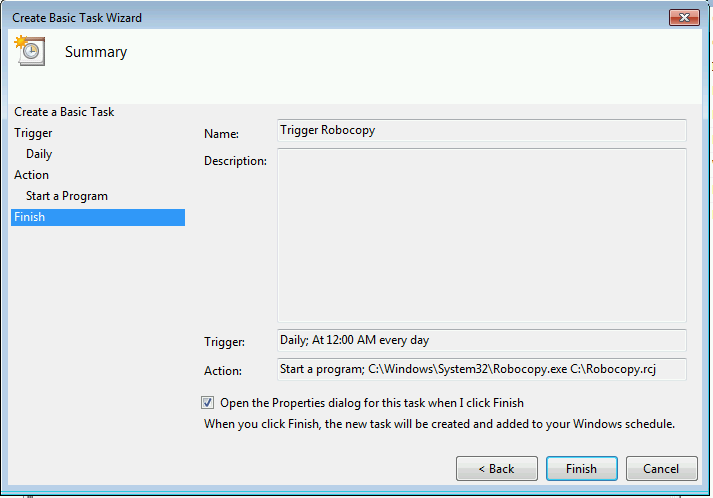 Create Basic Task Wizard
Summary
Create a Basic Task
Trigger
Daily
Action
Start a Program
Finish
Name:
Trigger Robocopy
Description:
Trigger:
Daily; At 12:00 AM every day
Action:
Start a program; C:\Windows\System32\Robocopy.exe C:\Robocopy.rcj
Open the Properties dialog for this task when I click Finish
When you click Finish, the new task will be created and added to your Windows schedule.
< Back
Finish
Cancel